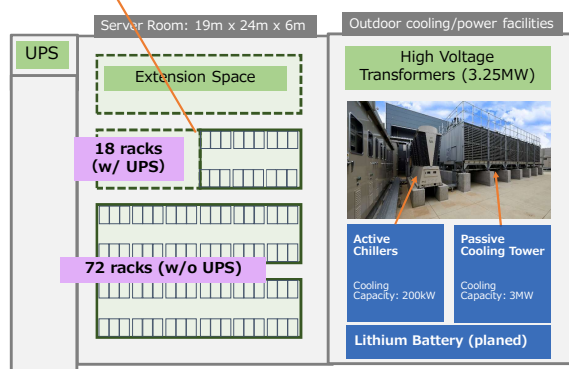 Server Room: 19m x 24m x 6m
Outdoor cooling/power facilities
UPS
Extension Space
High Voltage
Transformers (3.25MW)
18 racks
(w/ UPS)
72 racks (w/o UPS)
Active
Chillers
Cooling
Capacity: 200kW
Passive
Cooling Tower
Cooling
Capacity: 3MW
Lithium Battery (planed)